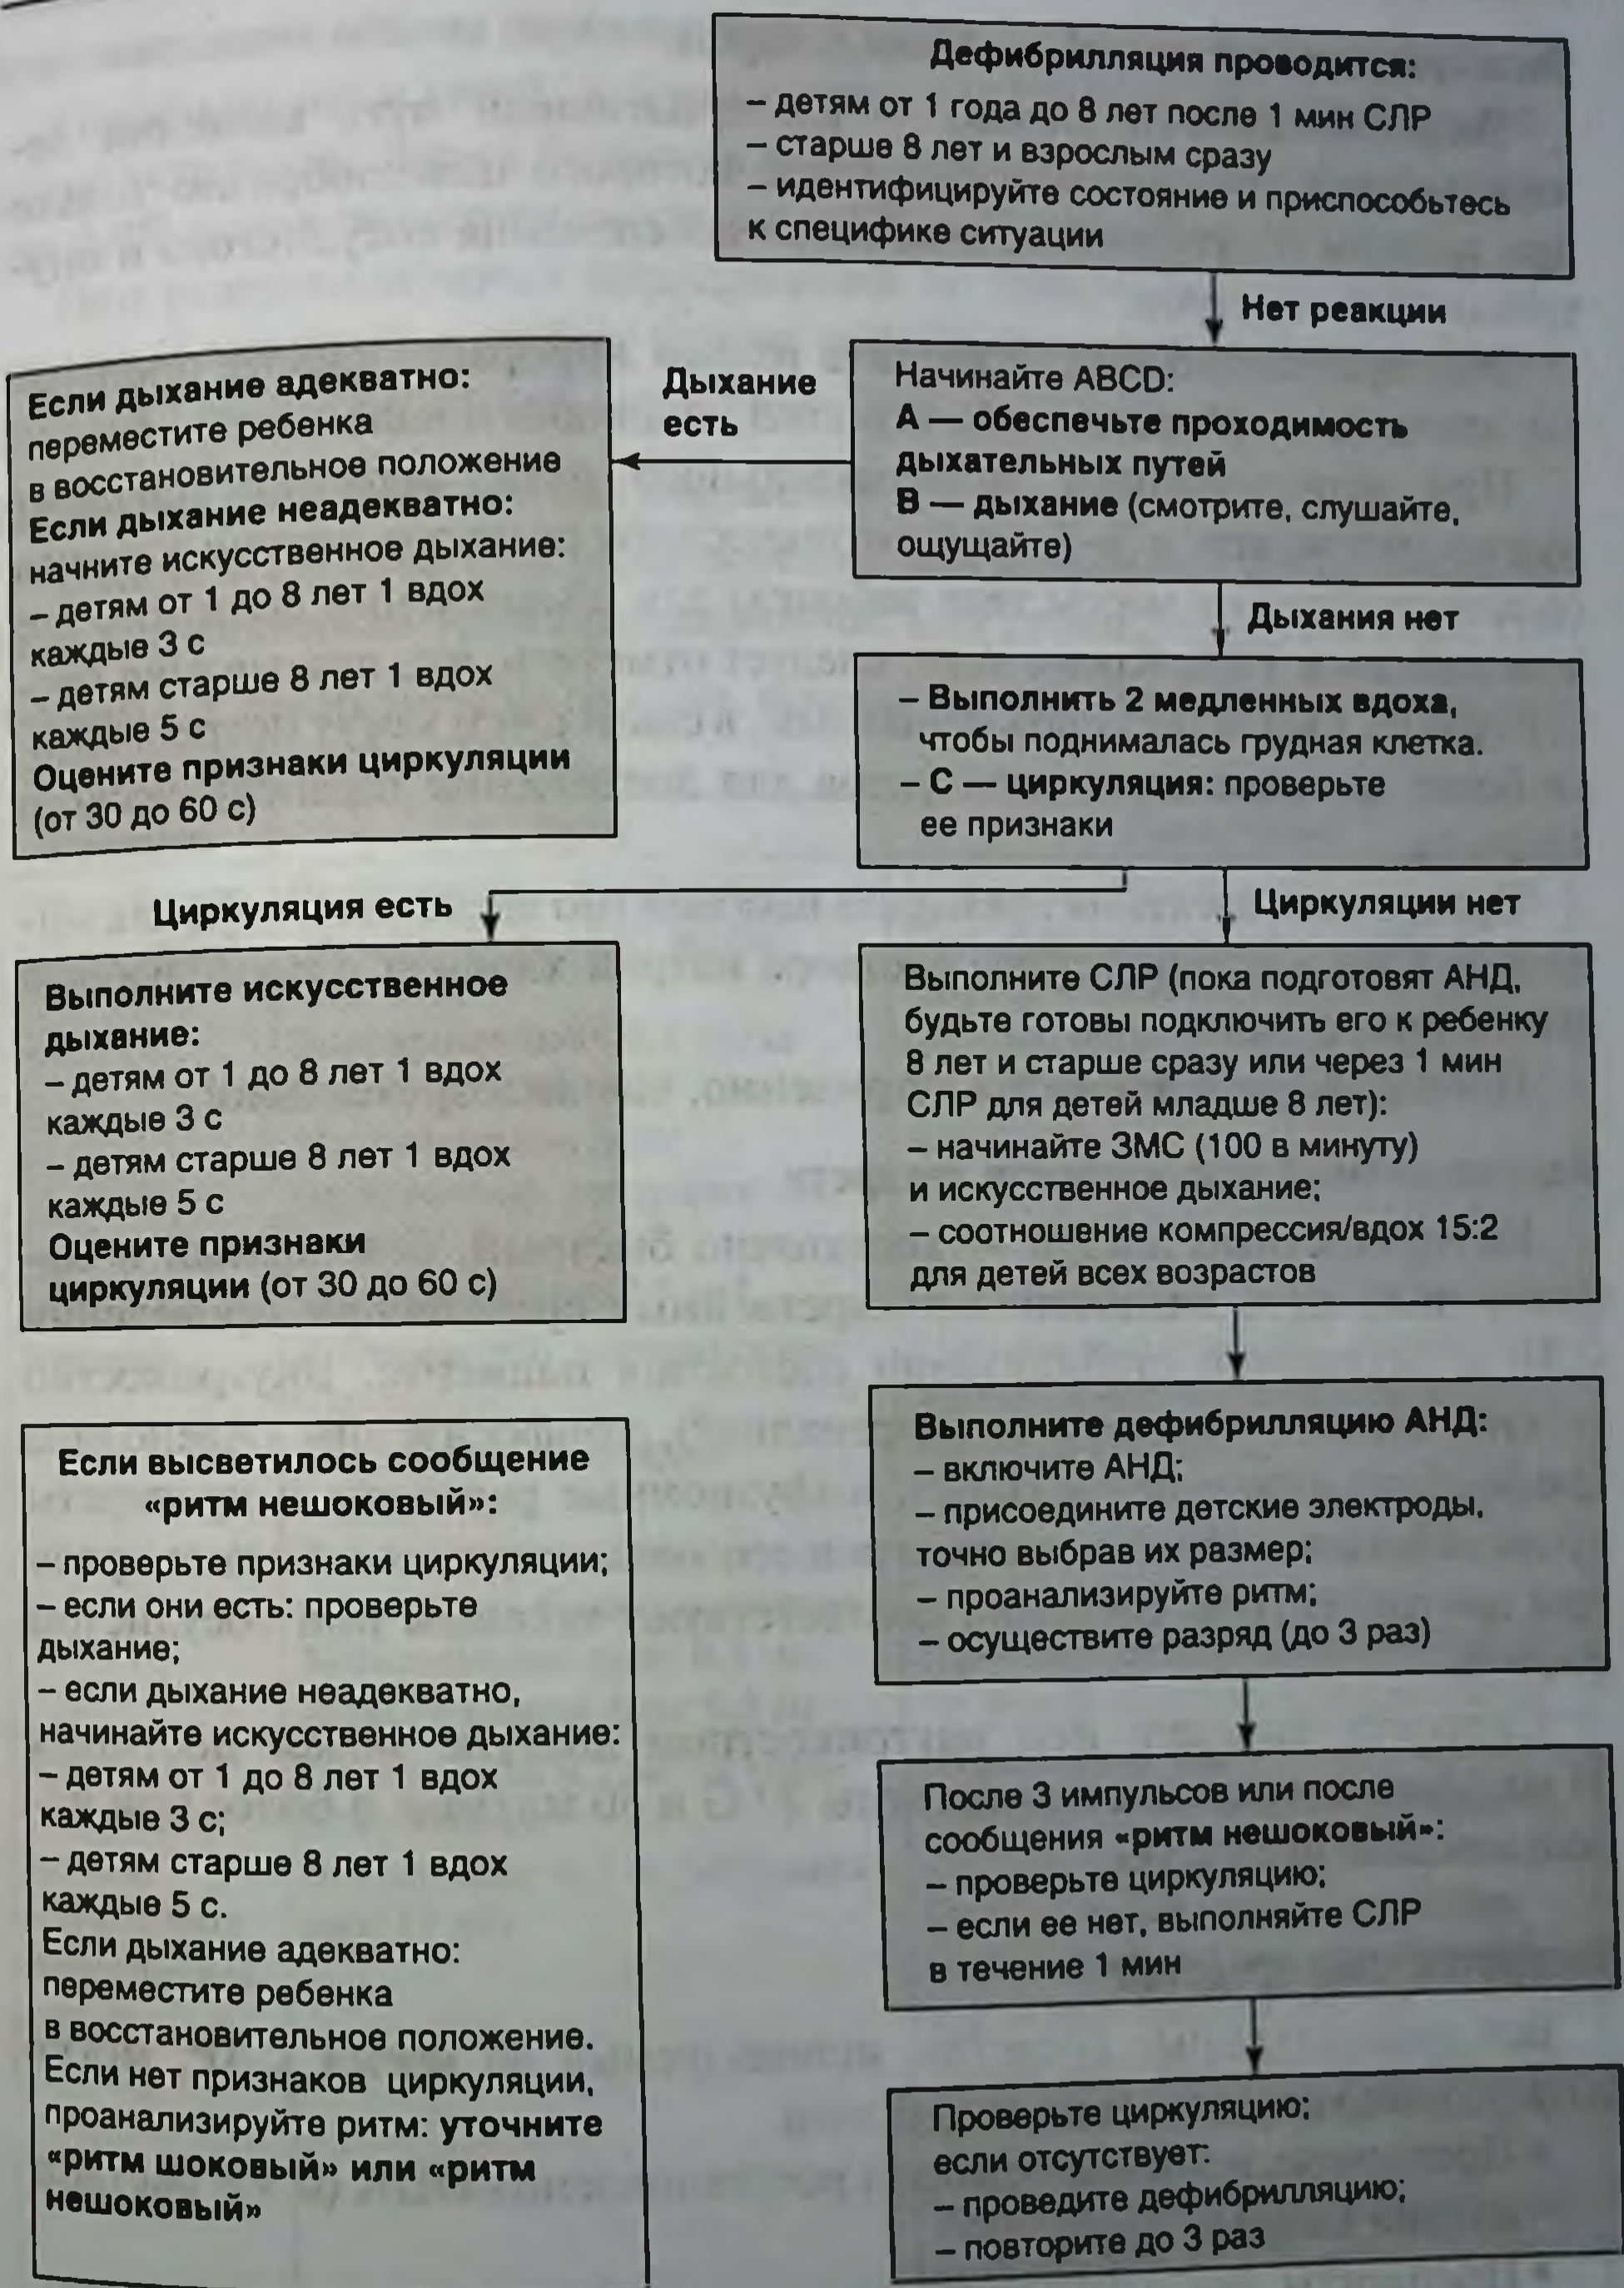 Дефибрилляция проводится:
– детям от 1 года до 8 лет после 1 мин СЛР
– старше 8 лет и взрослым сразу
– идентифицируйте состояние и приспособьтесь
к специфике ситуации
Нет реакции
Начинайте ABCD:
A — обеспечьте проходимость
дыхательных путей
B — дыхание (смотрите, слушайте,
ощущайте)
Дыхание
есть
Если дыхание адекватно:
переместите ребенка
в восстановительное положение
Если дыхание неадекватно:
начните искусственное дыхание:
– детям от 1 до 8 лет 1 вдох
каждые 3 с
– детям старше 8 лет 1 вдох
каждые 5 с
Оцените признаки циркуляции
(от 30 до 60 с)
Дыхания нет
– Выполнить 2 медленных вдоха,
чтобы поднималась грудная клетка.
– C — циркуляция: проверьте
ее признаки
Циркуляция есть
Выполните искусственное
дыхание:
– детям от 1 до 8 лет 1 вдох
каждые 3 с
– детям старше 8 лет 1 вдох
каждые 5 с
Оцените признаки
циркуляции (от 30 до 60 с)
Циркуляции нет
Выполните СЛР (пока подготовят АНД,
будьте готовы подключить его к ребенку
8 лет и старше сразу или через 1 мин
СЛР для детей младше 8 лет):
– начинайте ЗМС (100 в минуту)
и искусственное дыхание;
– соотношение компрессия/вдох 15:2
для детей всех возрастов
Выполните дефибрилляцию АНД:
– включите АНД;
– присоедините детские электроды,
точно выбрав их размер;
– проанализируйте ритм;
– осуществите разряд (до 3 раз)
После 3 импульсов или после
сообщения «ритм нешоковый»:
– проверьте циркуляцию;
– если ее нет, выполняйте СЛР
в течение 1 мин
Проверьте циркуляцию;
если отсутствует:
– проведите дефибрилляцию;
– повторите до 3 раз
Если высветилось сообщение
«ритм нешоковый»:
– проверьте признаки циркуляции;
– если они есть: проверьте
дыхание;
– если дыхание неадекватно,
начинайте искусственное дыхание:
– детям от 1 до 8 лет 1 вдох
каждые 3 с;
– детям старше 8 лет 1 вдох
каждые 5 с.
Если дыхание адекватно:
переместите ребенка
в восстановительное положение.
Если нет признаков циркуляции,
проанализируйте ритм: уточните
«ритм шоковый» или «ритм
нешоковый»